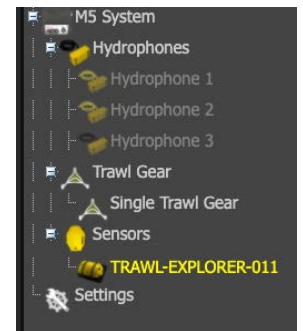 M5 System
Hydrophones
Hydrophone 1
Hydrophone 2
Hydrophone 3
Trawl Gear
Single Trawl Gear
Sensors
TRAWL-EXPLORER-011
Settings